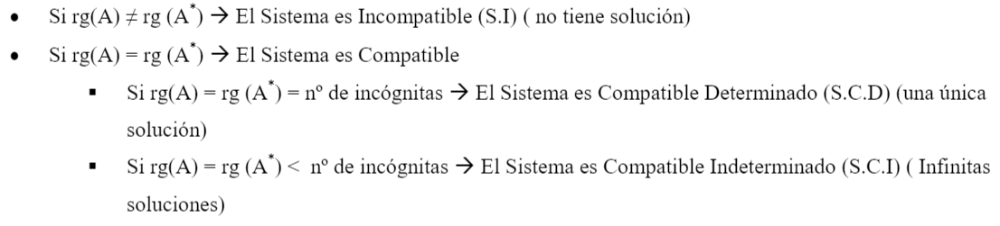 • Si rg(A) ≠ rg (A*) → El Sistema es Incompatible (S.I) ( no tiene solución)
• Si rg(A) = rg (A*) → El Sistema es Compatible
▪ Si rg(A) = rg (A*) = nº de incógnitas → El Sistema es Compatible Determinado (S.C.D) (una única
solución)
▪ Si rg(A) = rg (A*) < nº de incógnitas → El Sistema es Compatible Indeterminado (S.C.I) ( Infinitas
soluciones)